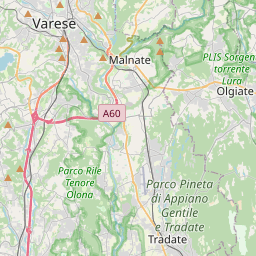 Varese
Malnate
PLIS Sorgenti
torrente
Lura
Olgiate
A60
Parco Rile
Tenore
Olona
Parco Pineta
di Appiano
Gentile
e Tradate
Tradate